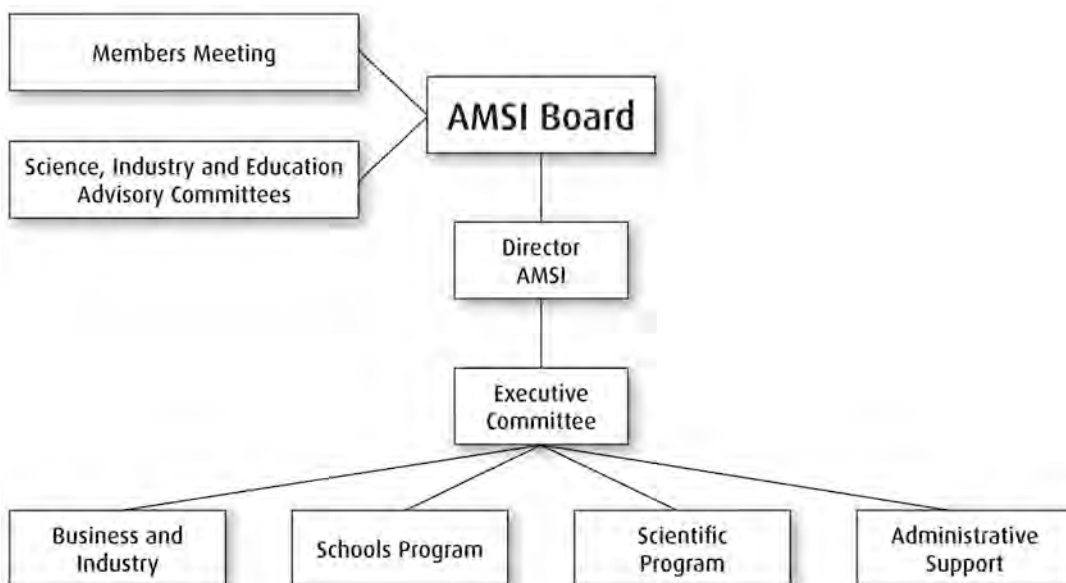 Members Meeting
AMSI Board
Science, Industry and Education
Advisory Committees
Director
AMSI
Executive
Committee
Business and
Industry
Schools Program
Scientific
Program
Administrative
Support